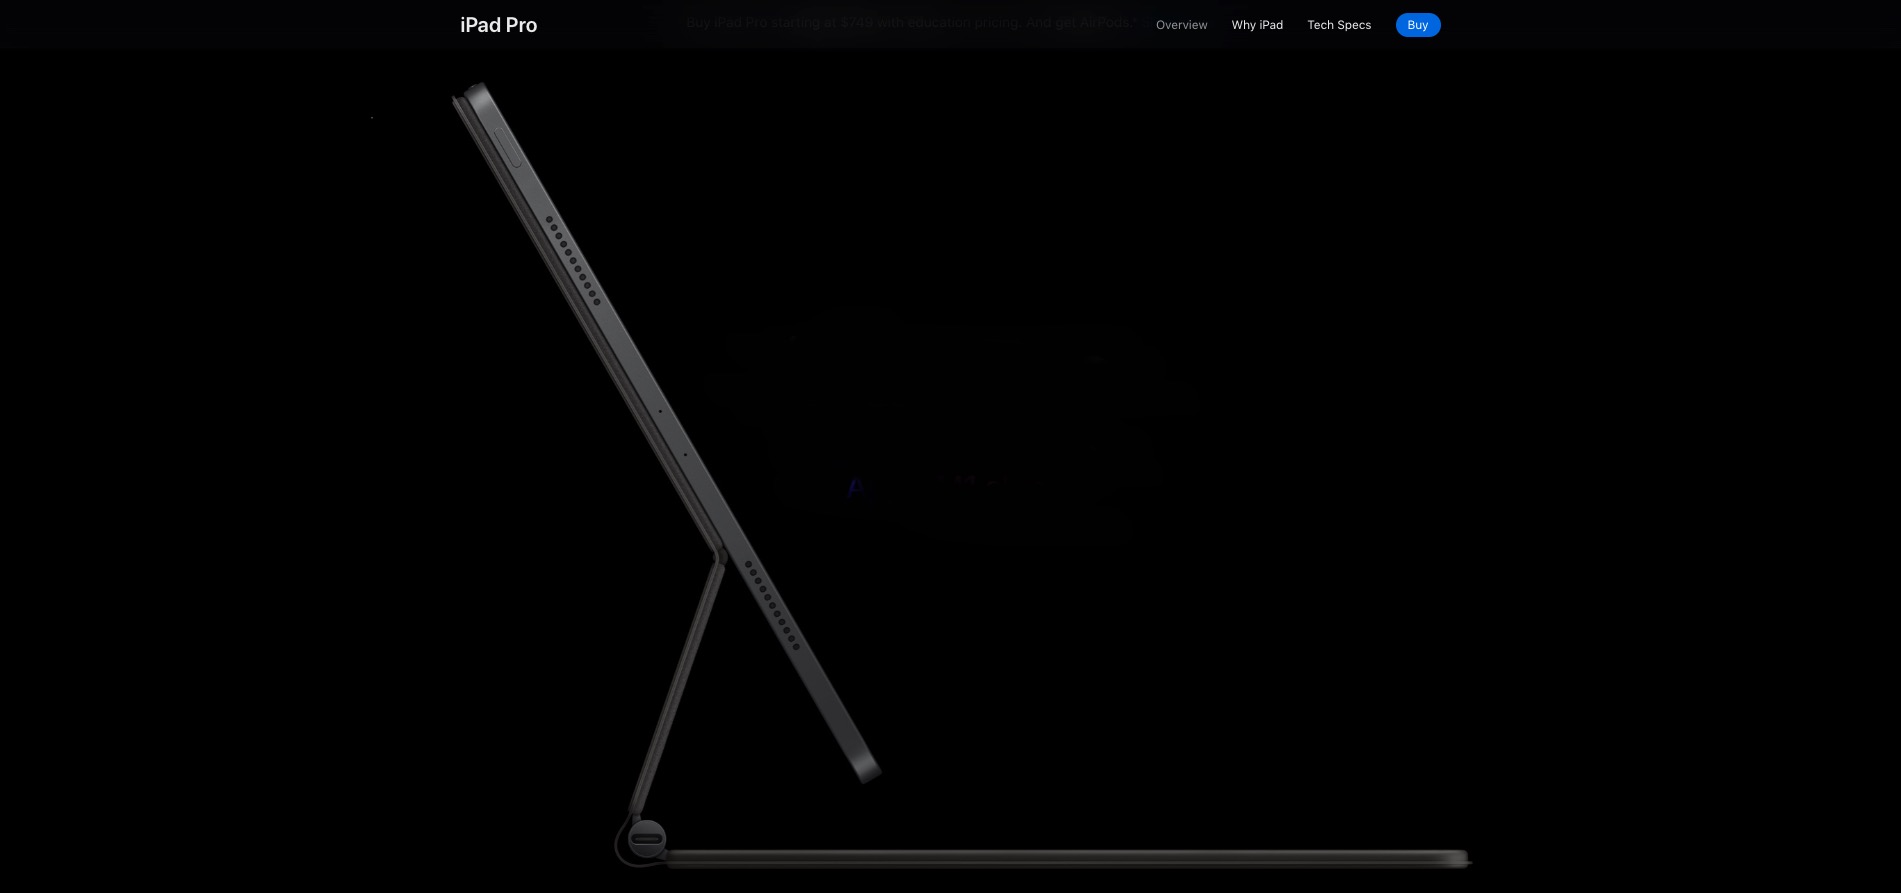 iPad Pro
Buy iPad Pro starting at $749 with education pricing. And get AirPods.*
Overview
Why iPad
Tech Specs
Buy